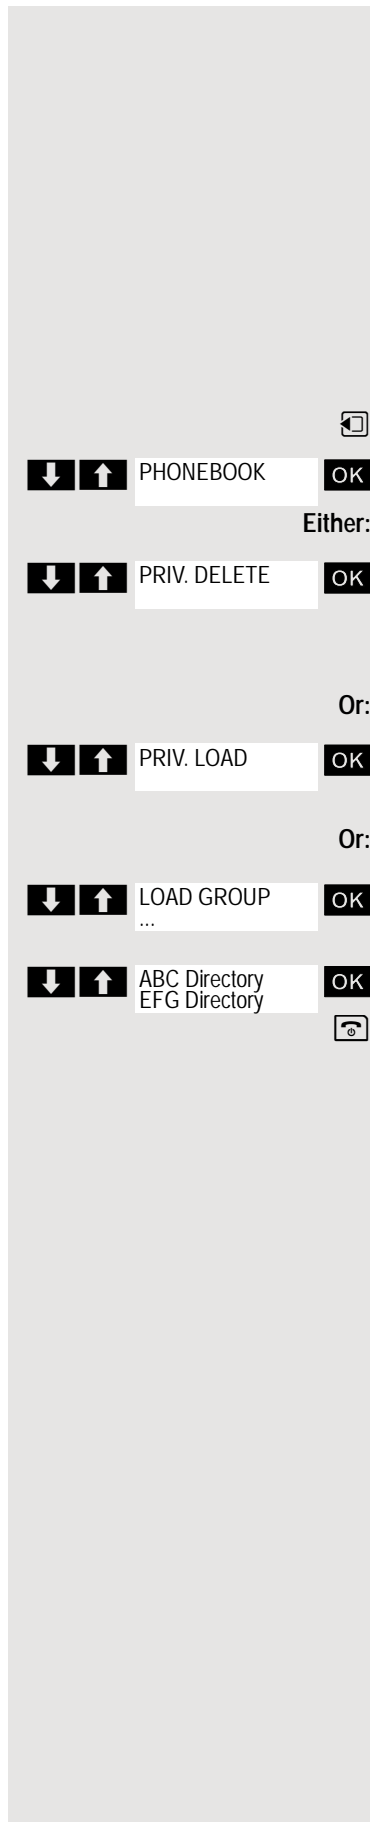 PHONEBOOK OK
Either:
PRIV. DELETE OK
Or:
PRIV. LOAD OK
Or:
LOAD GROUP OK
...
ABC Directory OK
EFG Directory